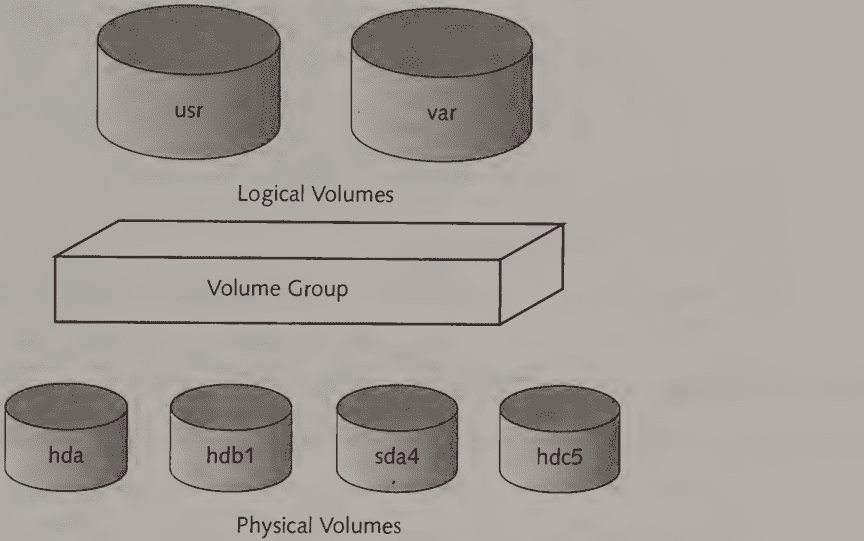 usr
var
Logical Volumes
Volume Group
hda
hdb1
sda4
hdc5
Physical Volumes